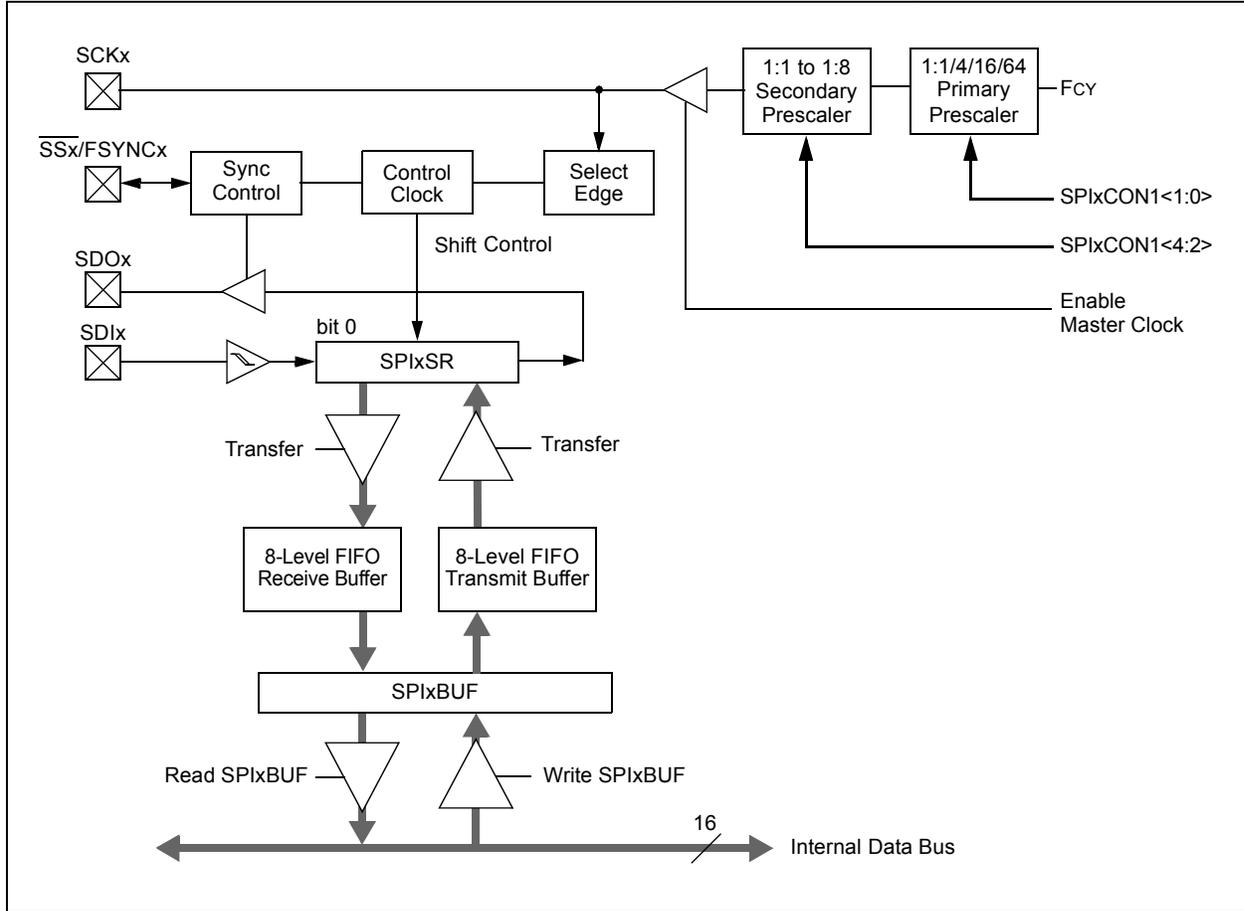 SCKx
1:1 to 1:8
Secondary
Prescaler
1:1/4/16/64
Primary
Prescaler
FCY
SSx/FSYNCx
Sync
Control
Control
Clock
Select
Edge
SPIxCON1<1:0>
Shift Control
SPIxCON1<4:2>
SDOx
Enable
Master Clock
bit 0
SDIx
SPIxSR
Transfer
Transfer
8-Level FIFO
Receive Buffer
8-Level FIFO
Transmit Buffer
SPIxBUF
Read SPIxBUF
Write SPIxBUF
16
Internal Data Bus